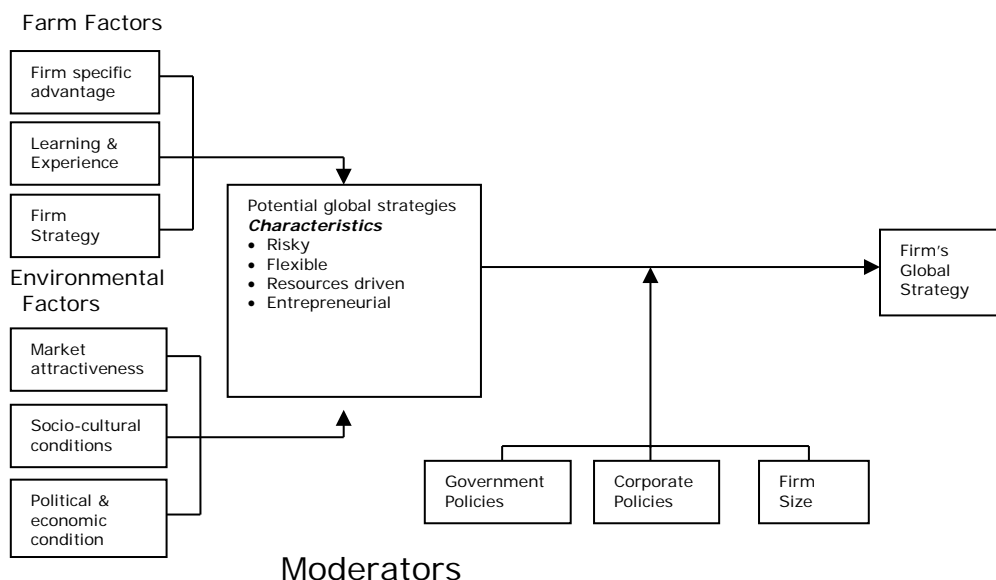 Farm Factors
Firm specific
advantage
Learning &
Experience
Firm
Strategy
Environmental
Factors
Market
attractiveness
Socio-cultural
conditions
Political &
economic
condition
Potential global strategies
Characteristics
• Risky
• Flexible
• Resources driven
• Entrepreneurial
Firm's
Global
Strategy
Government
Policies
Corporate
Policies
Firm
Size
Moderators